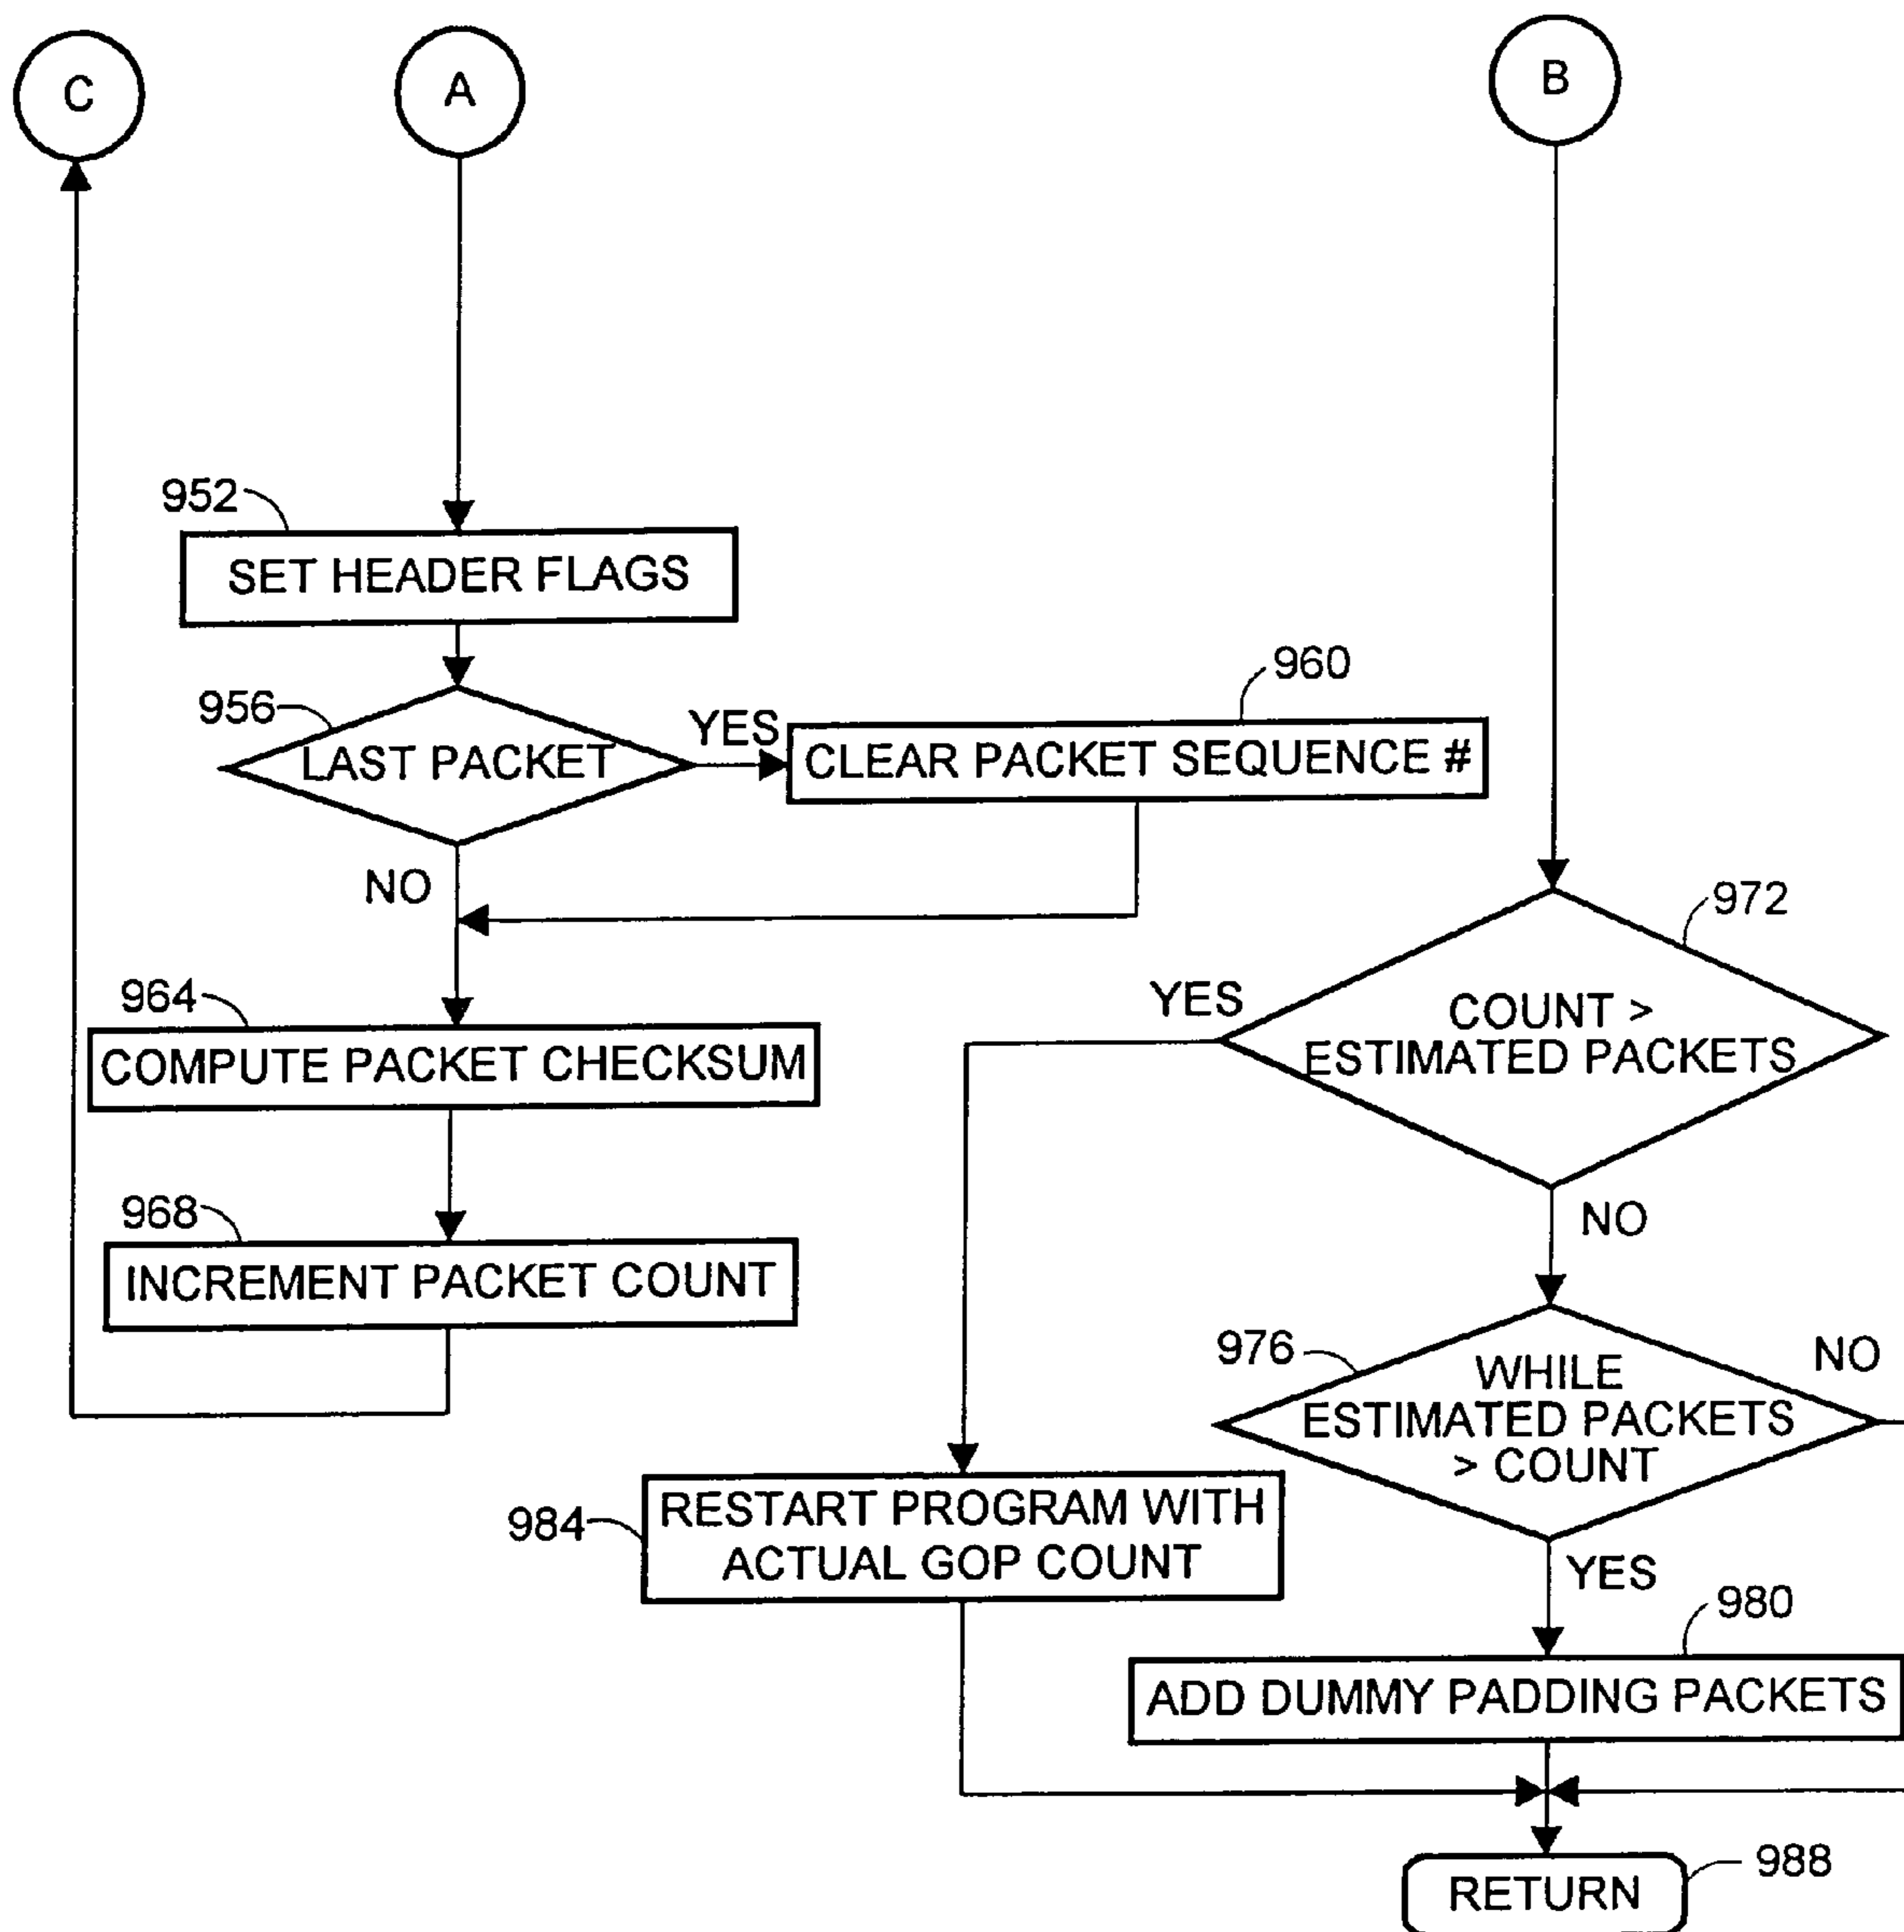 C
A
B
952
SET HEADER FLAGS
956
LAST PACKET
YES
960
CLEAR PACKET SEQUENCE #
NO
972
964
COMPUTE PACKET CHECKSUM
YES
COUNT >
ESTIMATED PACKETS
968
INCREMENT PACKET COUNT
NO
976
WHILE
ESTIMATED PACKETS
> COUNT
NO
984
RESTART PROGRAM WITH
ACTUAL GOP COUNT
YES
980
ADD DUMMY PADDING PACKETS
RETURN
988